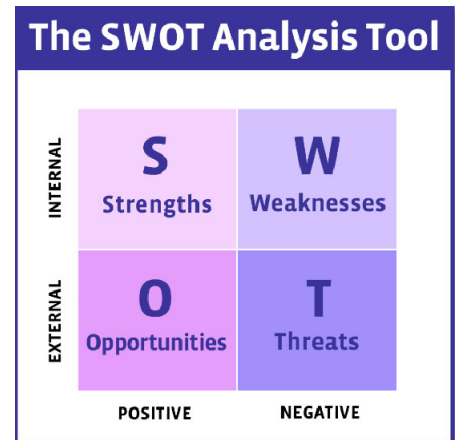 The SWOT Analysis Tool
INTERNAL
S
Strengths
W
Weaknesses
EXTERNAL
O
Opportunities
T
Threats
POSITIVE
NEGATIVE